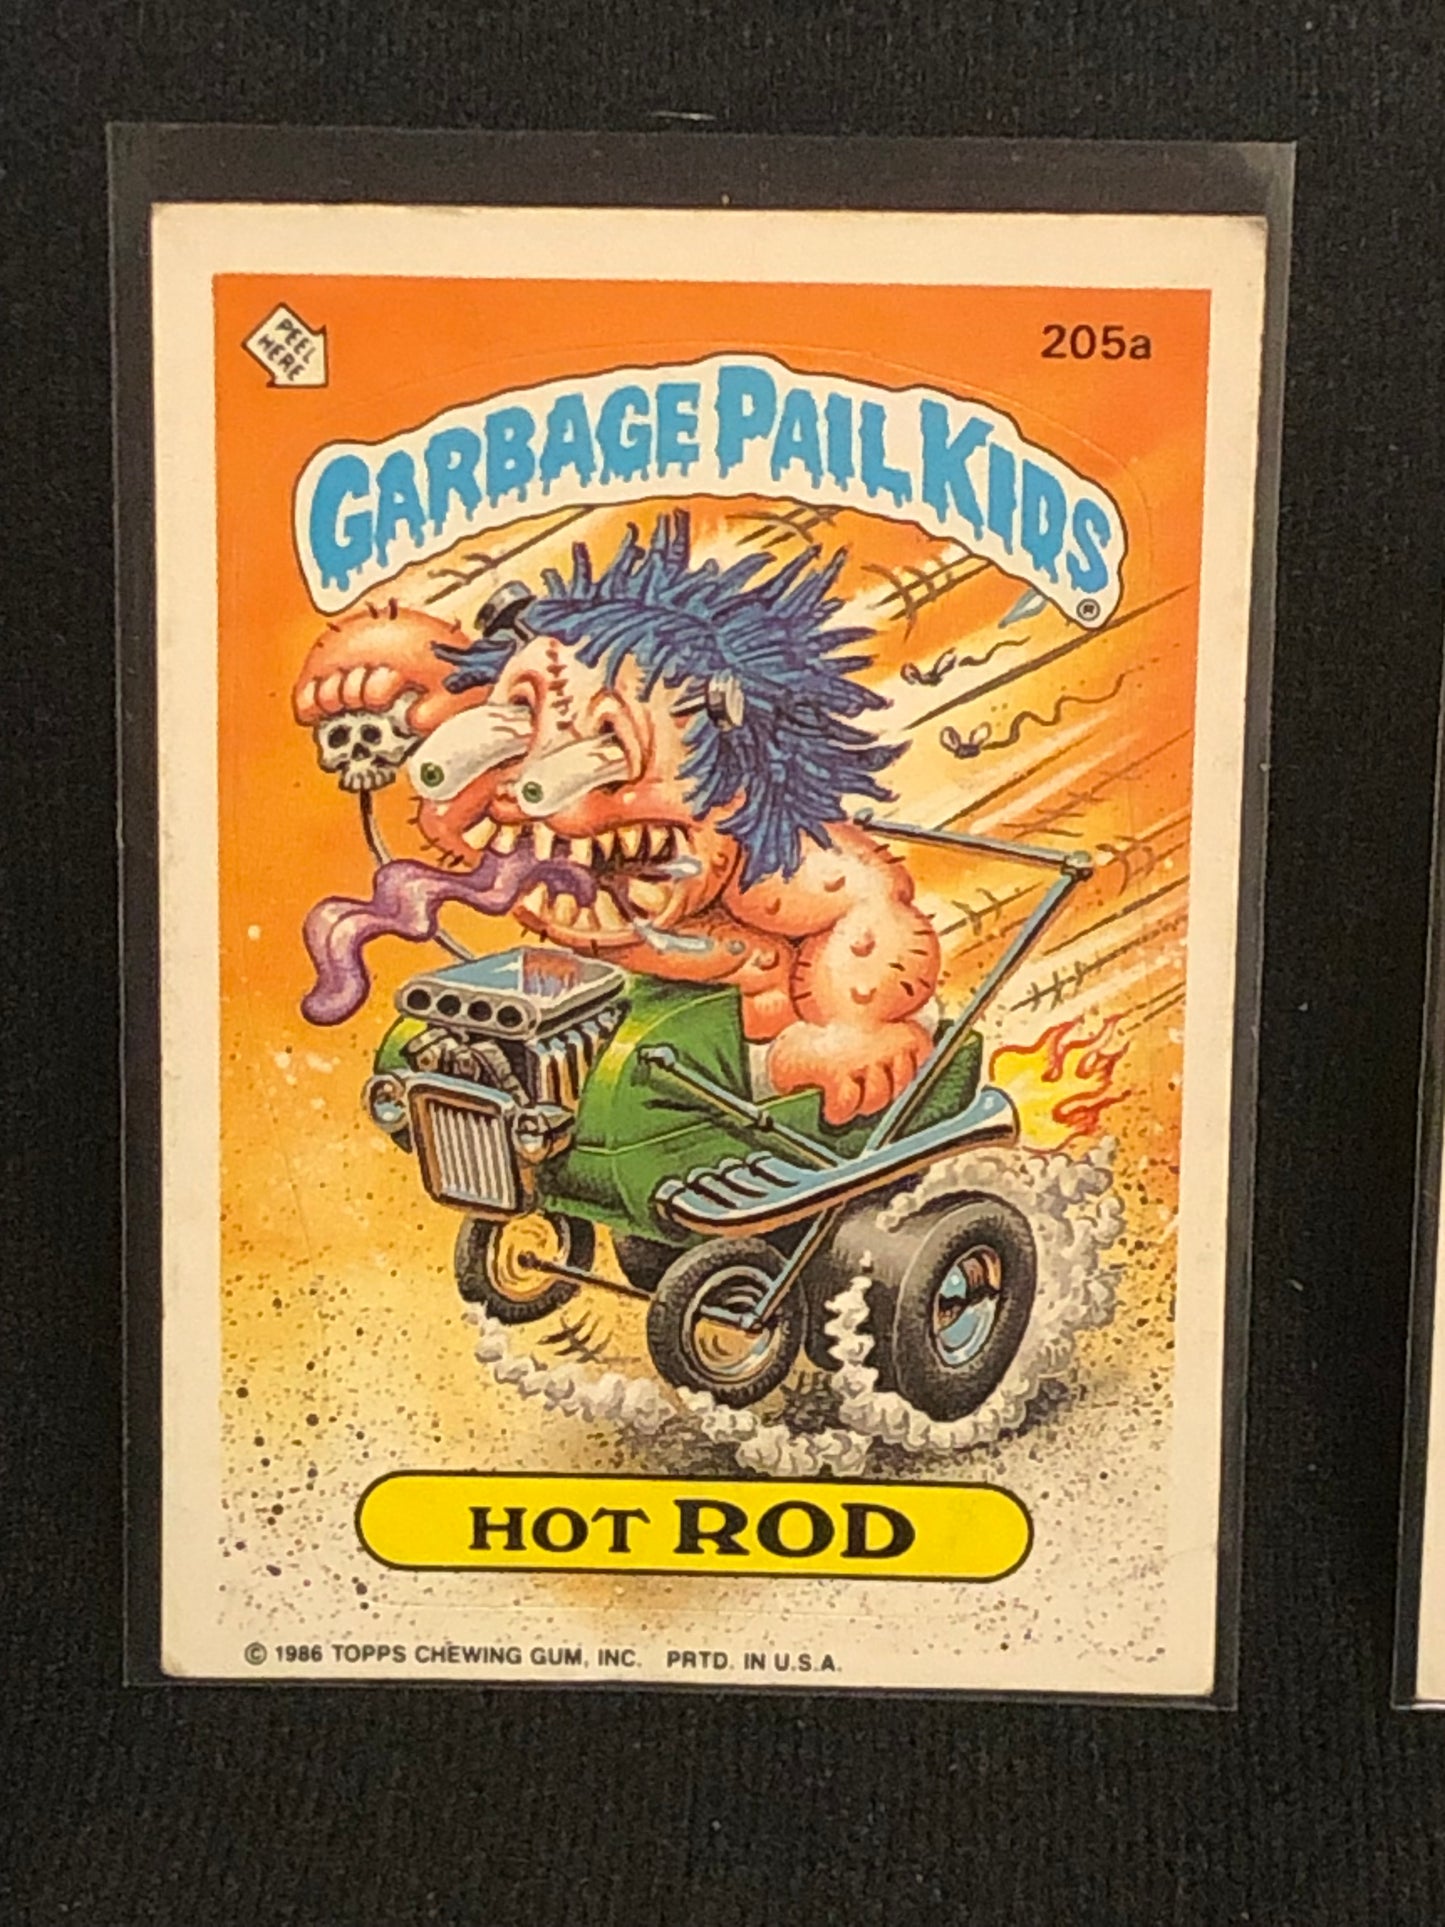 PEEL
HERE
205a
GARBAGE PAIL KIDS®
HOT ROD
© 1986 TOPPS CHEWING GUM, INC. PRTD. IN U.S.A.